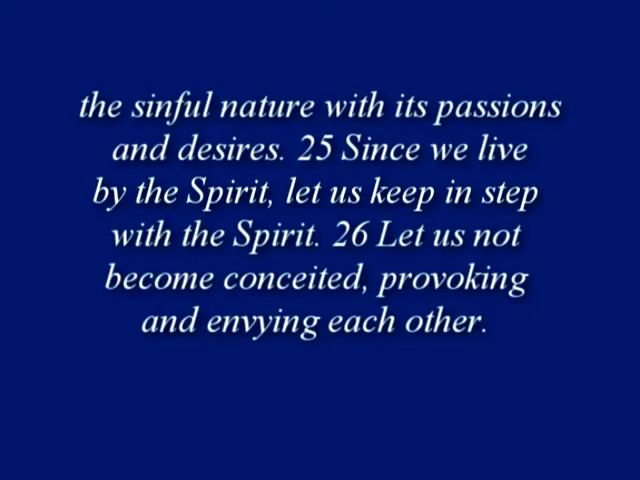 the sinful nature with its passions
and desires. 25 Since we live
by the Spirit, let us keep in step
with the Spirit. 26 Let us not
become conceited, provoking
and envying each other.